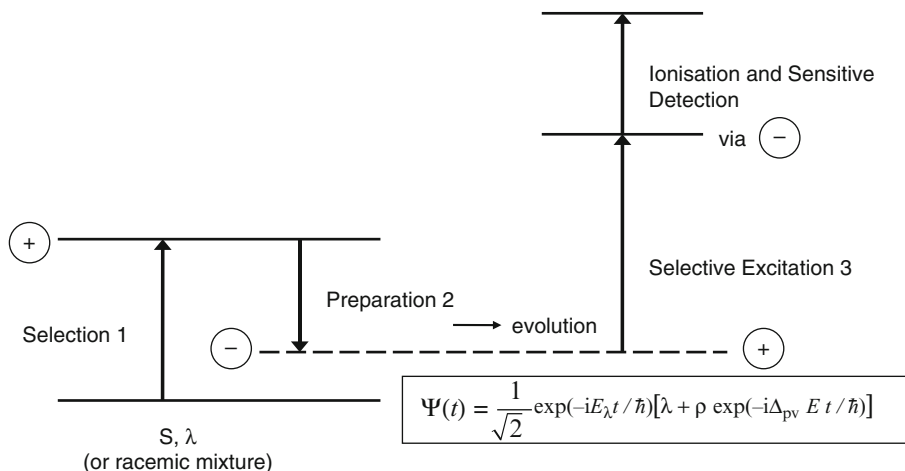 Ionisation and Sensitive
Detection
via −
+
Selective Excitation 3
Preparation 2
Selection 1
→ evolution
−
+
Ψ(t) = 1/√2 exp(−iE_λ t / ħ)[λ + ρ exp(−iΔ_pv E t / ħ)]
S, λ
(or racemic mixture)